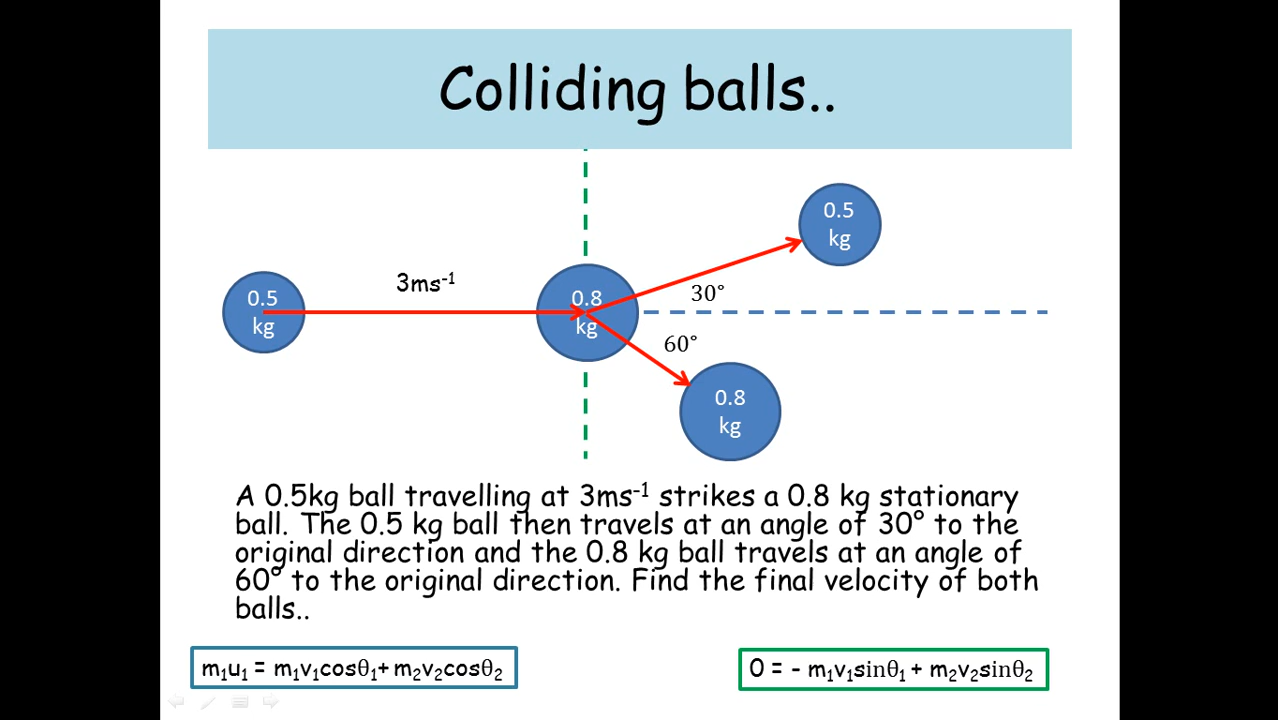 Colliding balls..
0.5
kg
3ms⁻¹
0.8
kg
30°
0.5
kg
60°
0.8
kg
A 0.5kg ball travelling at 3ms⁻¹ strikes a 0.8 kg stationary
ball. The 0.5 kg ball then travels at an angle of 30° to the
original direction and the 0.8 kg ball travels at an angle of
60° to the original direction. Find the final velocity of both
balls..
m₁u₁ = m₁v₁cosθ₁+ m₂v₂cosθ₂
0 = - m₁v₁sinθ₁ + m₂v₂sinθ₂